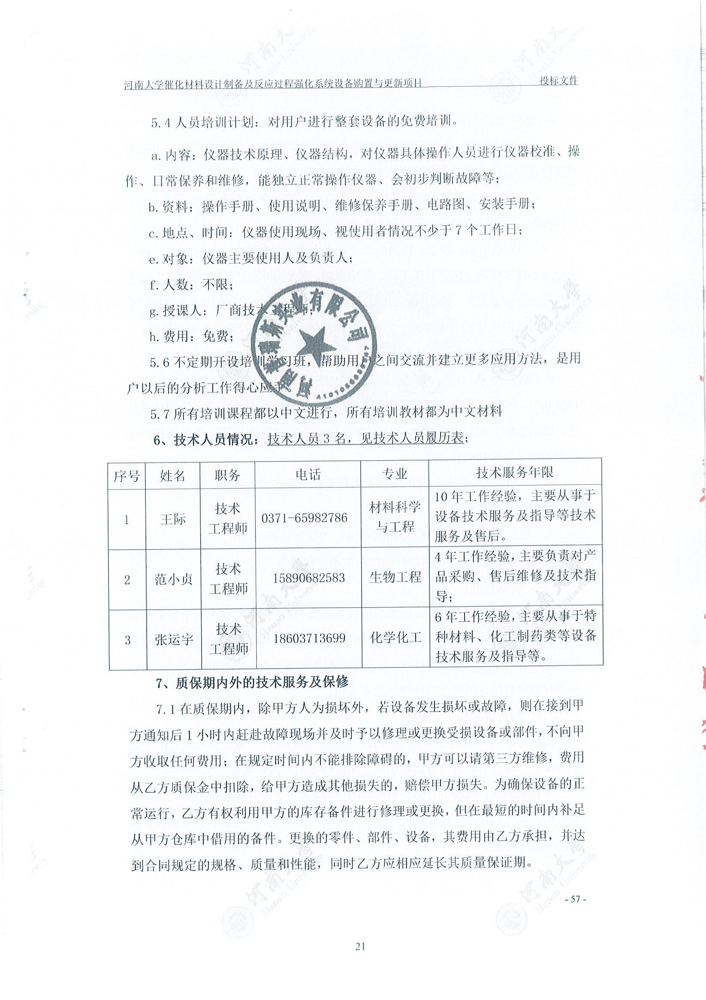 河南大学催化材料设计制备及反应过程强化系统设备购置与更新项目 投标文件
5.4 人员培训计划：对用户进行整套设备的免费培训。
a.内容：仪器技术原理、仪器结构，对仪器具体操作人员进行仪器校准、操
作、日常保养和维修，能独立正常操作仪器、会初步判断故障等；
b.资料：操作手册、使用说明、维修保养手册、电路图、安装手册；
c.地点、时间：仪器使用现场、视使用者情况不少于 7 个工作日；
e.对象：仪器主要使用人及负责人；
f.人数：不限；
g.授课人：厂商技术工程师；
h.费用：免费；
5.6 不定期开设培训学习班，帮助用户之间交流并建立更多应用方法，是用
户以后的分析工作得心应手。
5.7 所有培训课程都以中文进行，所有培训教材都为中文材料
6、技术人员情况：技术人员 3 名，见技术人员履历表；
序号 姓名 职务 电话 专业 技术服务年限
1 王际 技术工程师 0371-65982786 材料科学与工程 10 年工作经验，主要从事于
设备技术服务及指导等技术
服务及售后。
2 范小贞 技术工程师 15890682583 生物工程 4 年工作经验，主要负责对产
品采购、售后维修及技术指
导；
3 张运宇 技术工程师 18603713699 化学化工 6 年工作经验，主要从事于特
种材料、化工制药类等设备
技术服务及指导等。
7、质保期内外的技术服务及保修
7.1 在质保期内，除甲方人为损坏外，若设备发生损坏或故障，则在接到甲
方通知后 1 小时内赶赴故障现场并及时予以修理或更换受损设备或部件，不向甲
方收取任何费用；在规定时间内不能排除障碍的，甲方可以请第三方维修，费用
从乙方质保金中扣除，给甲方造成其他损失的，赔偿甲方损失。为确保设备的正
常运行，乙方有权利用甲方的库存备件进行修理或更换，但在最短的时间内补足
从甲方仓库中借用的备件。更换的零件、部件、设备，其费用由乙方承担，并达
到合同规定的规格、质量和性能，同时乙方应相应延长其质量保证期。
- 57 -
21
河南大学
Henan University